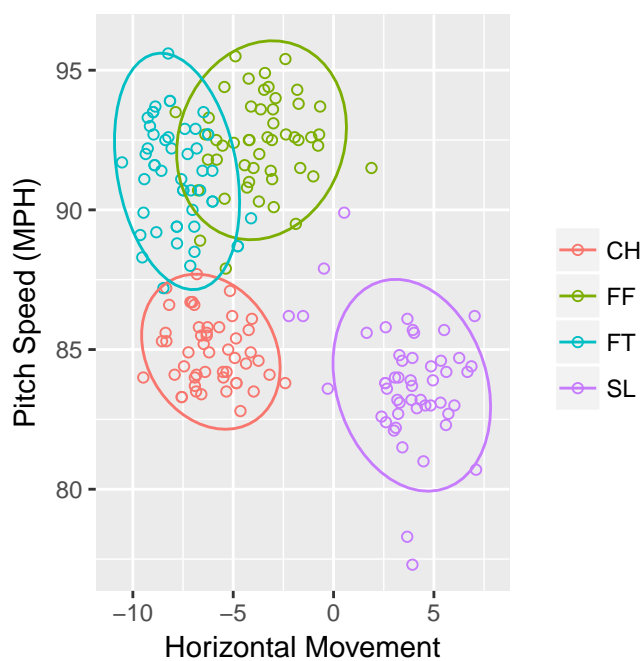 Pitch Speed (MPH)
95
90
85
80
−10
−5
0
5
Horizontal Movement
CH
FF
FT
SL